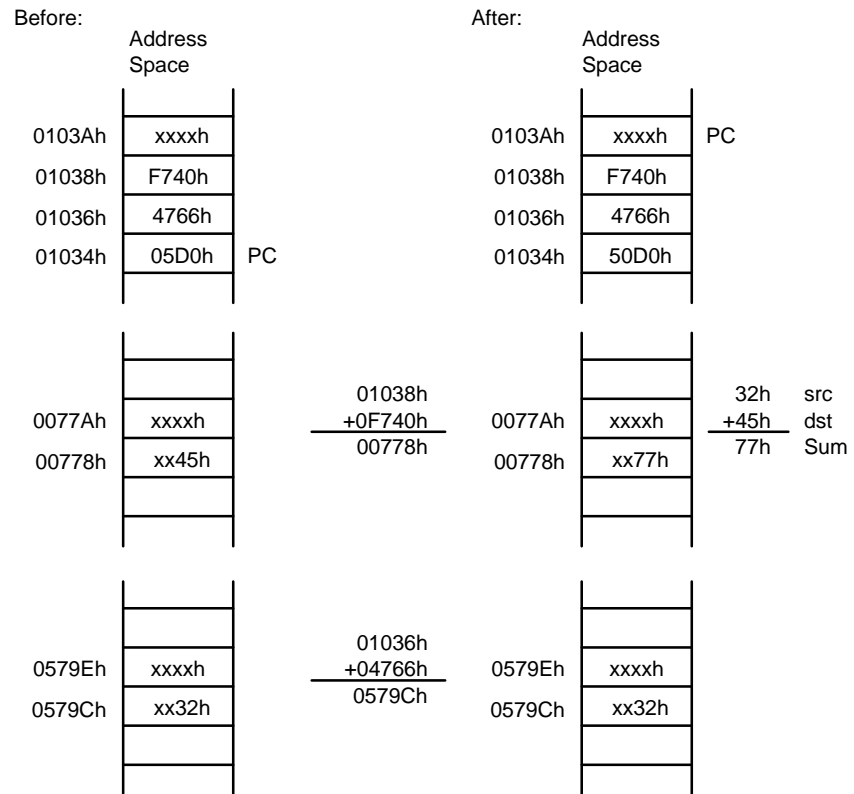 Before:
After:
Address
Space
Address
Space
0103Ah xxxxh
0103Ah xxxxh PC
01038h F740h
01038h F740h
01036h 4766h
01036h 4766h
01034h 05D0h PC
01034h 50D0h
01038h
32h src
0077Ah xxxxh
+0F740h
0077Ah xxxxh
+45h dst
00778h
77h Sum
00778h xx45h
00778h xx77h
01036h
0579Eh xxxxh
+04766h
0579Eh xxxxh
0579Ch
0579Ch xx32h
0579Ch xx32h